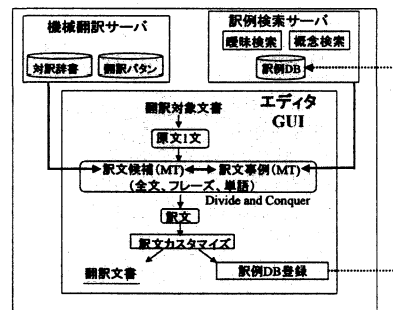 機械翻訳サーバ
対訳辞書
翻訳パタン
訳例検索サーバ
曖昧検索
概念検索
訳例DB
エディタ
GUI
翻訳対象文書
原文1文
訳文候補(MT)
訳文事例(MT)
(全文、フレーズ、単語)
Divide and Conquer
訳文
訳文カスタマイズ
翻訳文書
訳例DB登録